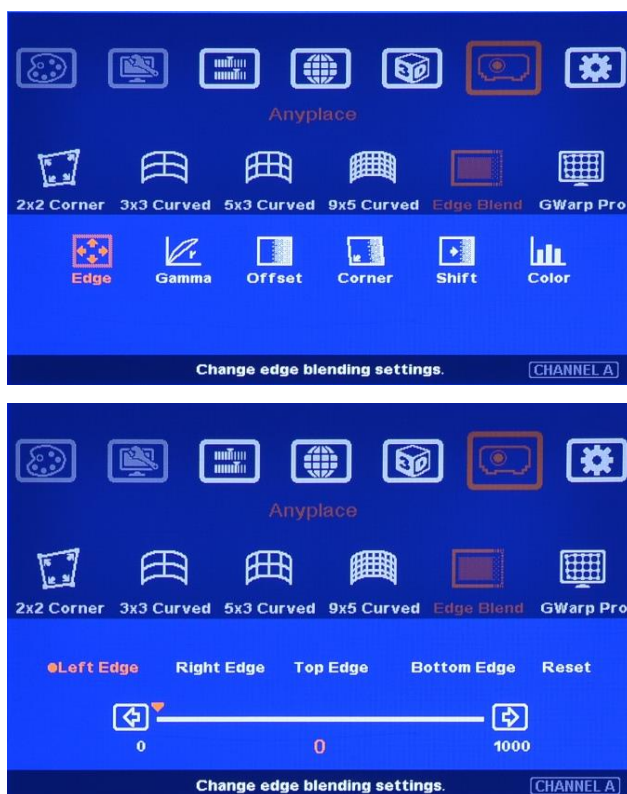 3D
Anyplace
2x2 Corner 3x3 Curved 5x3 Curved 9x5 Curved Edge Blend GWarp Pro
Edge Gamma Offset Corner Shift Color
Change edge blending settings. CHANNEL A
3D
Anyplace
2x2 Corner 3x3 Curved 5x3 Curved 9x5 Curved Edge Blend GWarp Pro
Left Edge Right Edge Top Edge Bottom Edge Reset
0 0 1000
Change edge blending settings. CHANNEL A